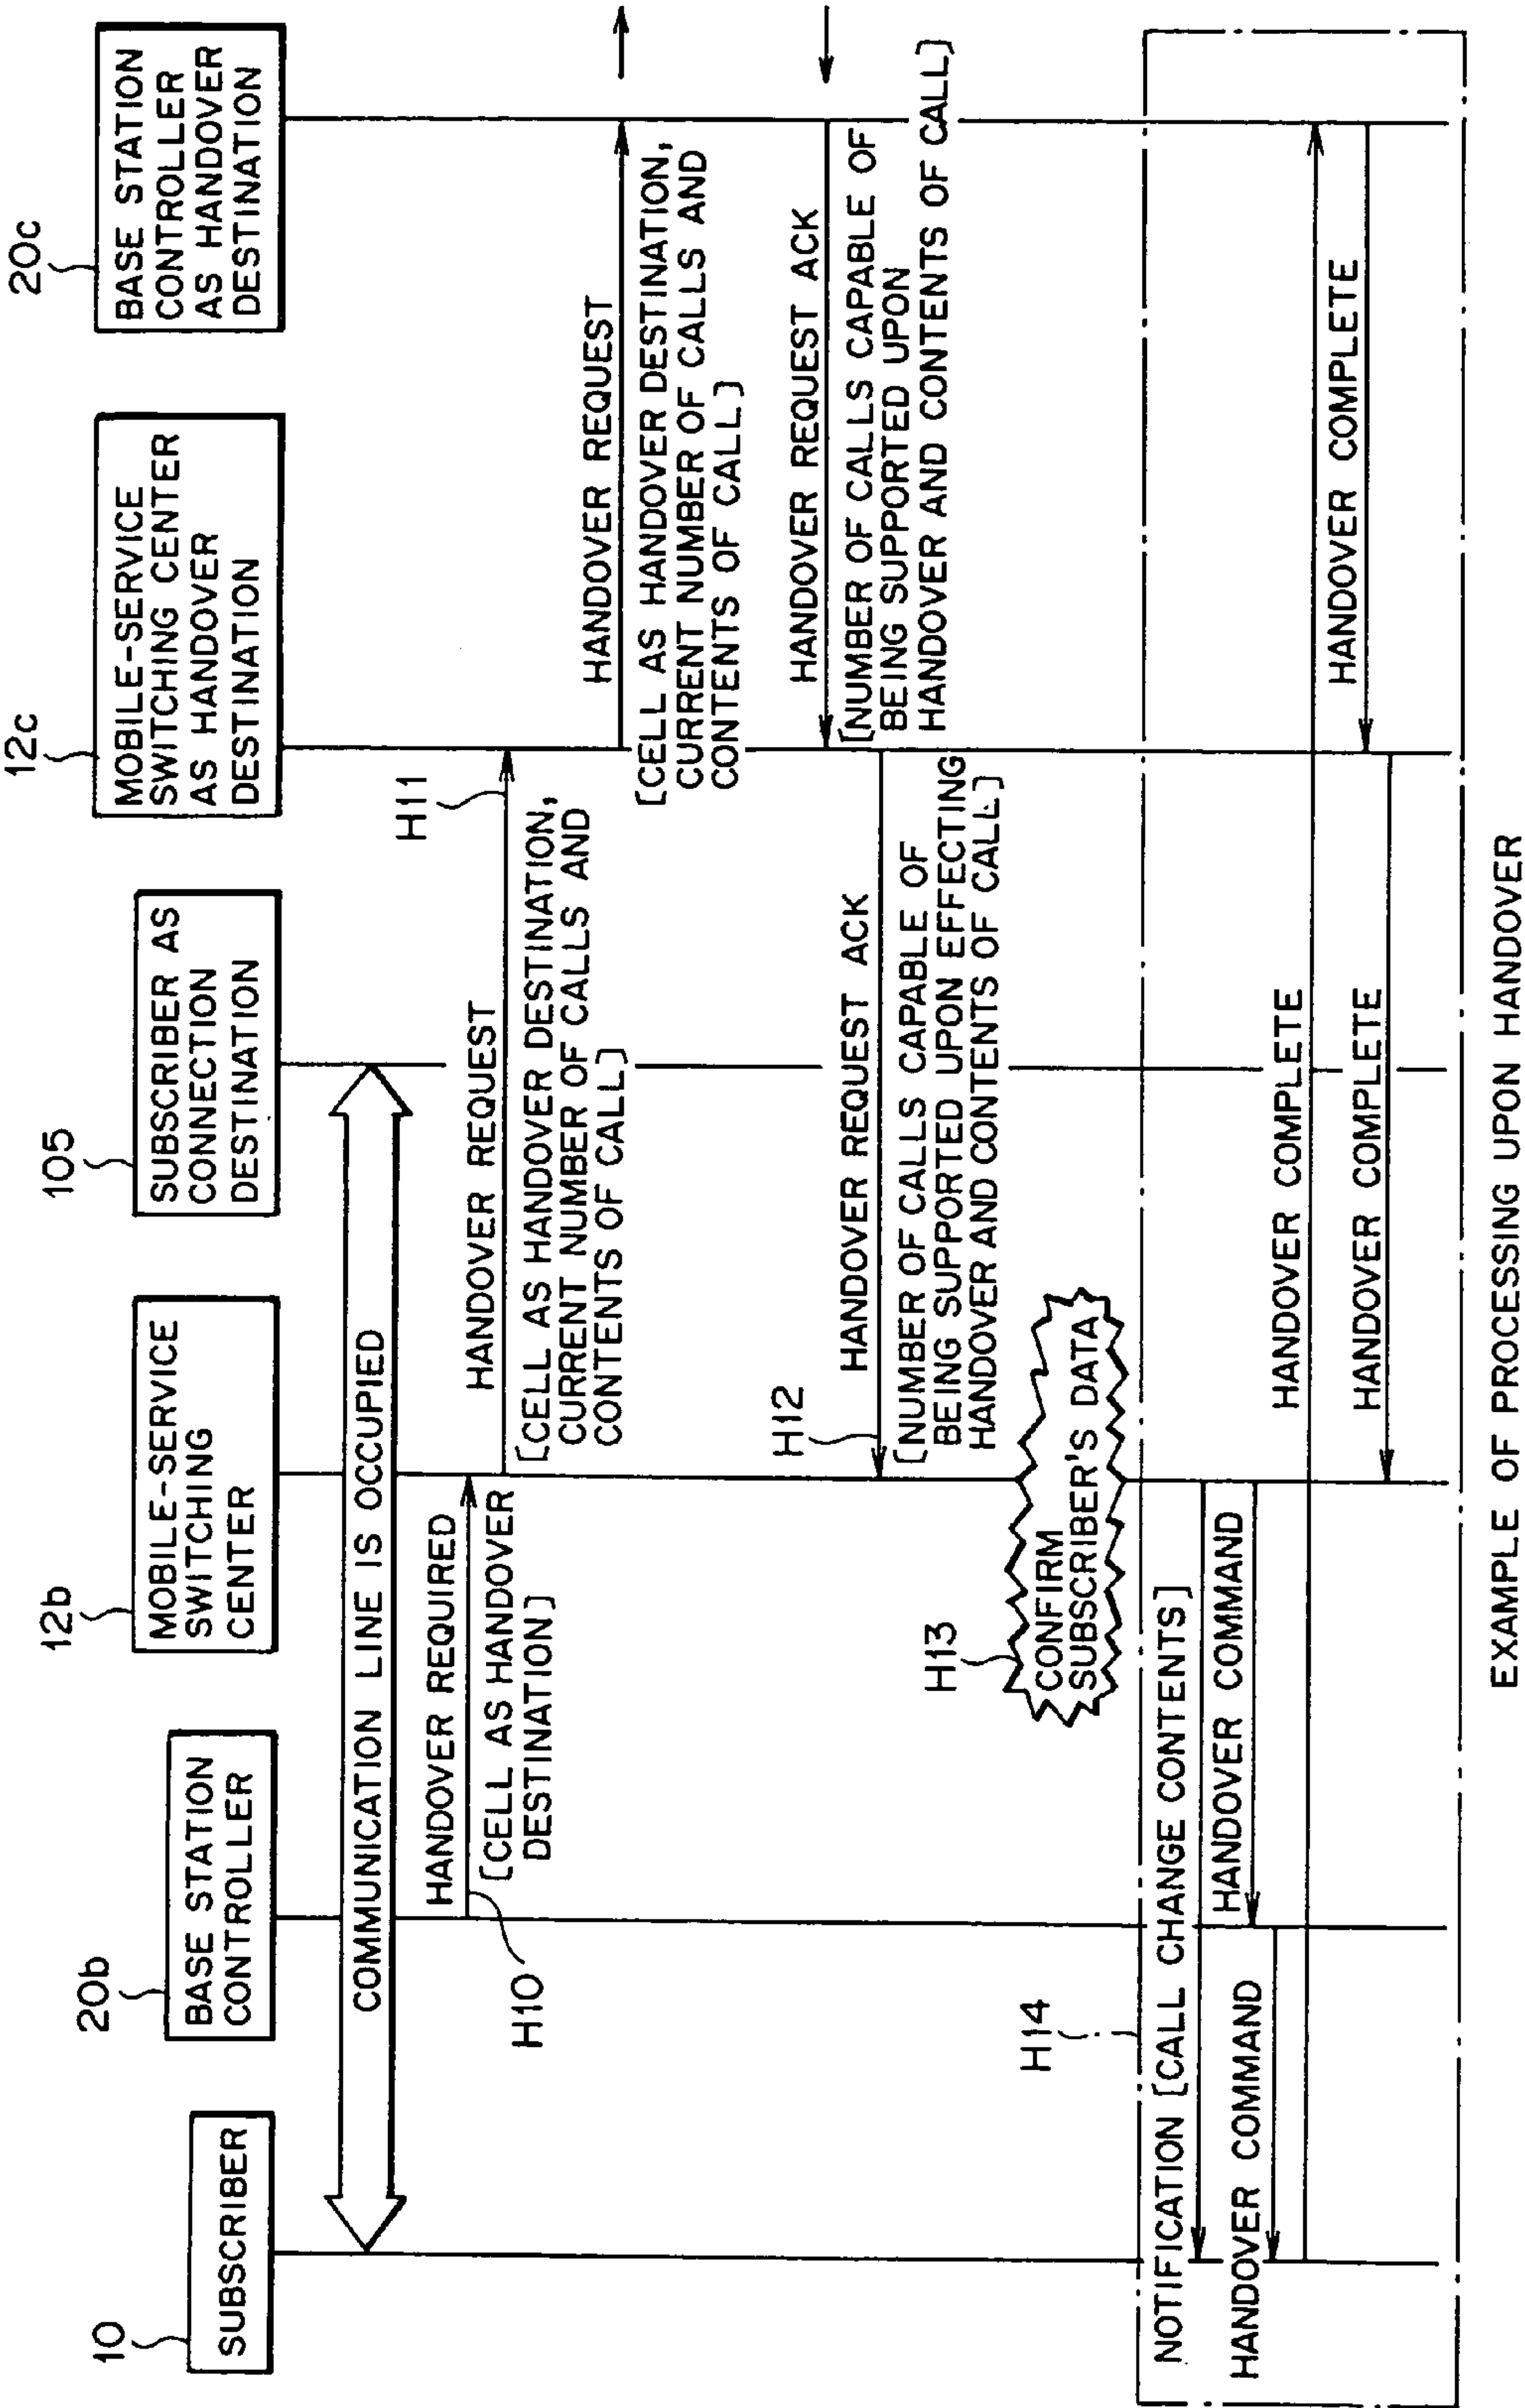 10
SUBSCRIBER
20b
BASE STATION
CONTROLLER
12b
MOBILE-SERVICE
SWITCHING
CENTER
105
SUBSCRIBER AS
CONNECTION
DESTINATION
12c
MOBILE-SERVICE
SWITCHING CENTER
AS HANDOVER
DESTINATION
20c
BASE STATION
CONTROLLER
AS HANDOVER
DESTINATION
COMMUNICATION LINE IS OCCUPIED
HANDOVER REQUIRED
[CELL AS HANDOVER
DESTINATION]
H10
HANDOVER REQUEST
H11
[CELL AS HANDOVER DESTINATION,
CURRENT NUMBER OF CALLS AND
CONTENTS OF CALL]
HANDOVER REQUEST
[CELL AS HANDOVER DESTINATION,
CURRENT NUMBER OF CALLS AND
CONTENTS OF CALL]
HANDOVER REQUEST ACK
[NUMBER OF CALLS CAPABLE OF
BEING SUPPORTED UPON
HANDOVER AND CONTENTS OF CALL]
H12
HANDOVER REQUEST ACK
[NUMBER OF CALLS CAPABLE OF
BEING SUPPORTED UPON EFFECTING
HANDOVER AND CONTENTS OF CALL]
H13
CONFIRM
SUBSCRIBER'S DATA
H14
NOTIFICATION [CALL CHANGE CONTENTS]
HANDOVER COMMAND
HANDOVER COMMAND
HANDOVER COMPLETE
HANDOVER COMPLETE
HANDOVER COMPLETE
EXAMPLE OF PROCESSING UPON HANDOVER